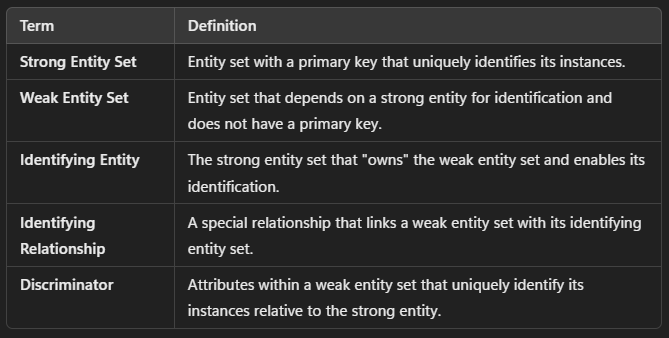 Term Definition
Strong Entity Set Entity set with a primary key that uniquely identifies its instances.
Weak Entity Set Entity set that depends on a strong entity for identification and
does not have a primary key.
Identifying Entity The strong entity set that "owns" the weak entity set and enables its
identification.
Identifying A special relationship that links a weak entity set with its identifying
Relationship entity set.
Discriminator Attributes within a weak entity set that uniquely identify its
instances relative to the strong entity.